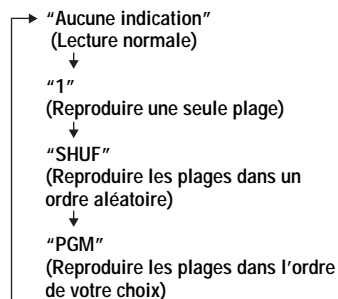 “Aucune indication”
(Lecture normale)
“1”
(Reproduire une seule plage)
“SHUF”
(Reproduire les plages dans un
ordre aléatoire)
“PGM”
(Reproduire les plages dans l’ordre
de votre choix)